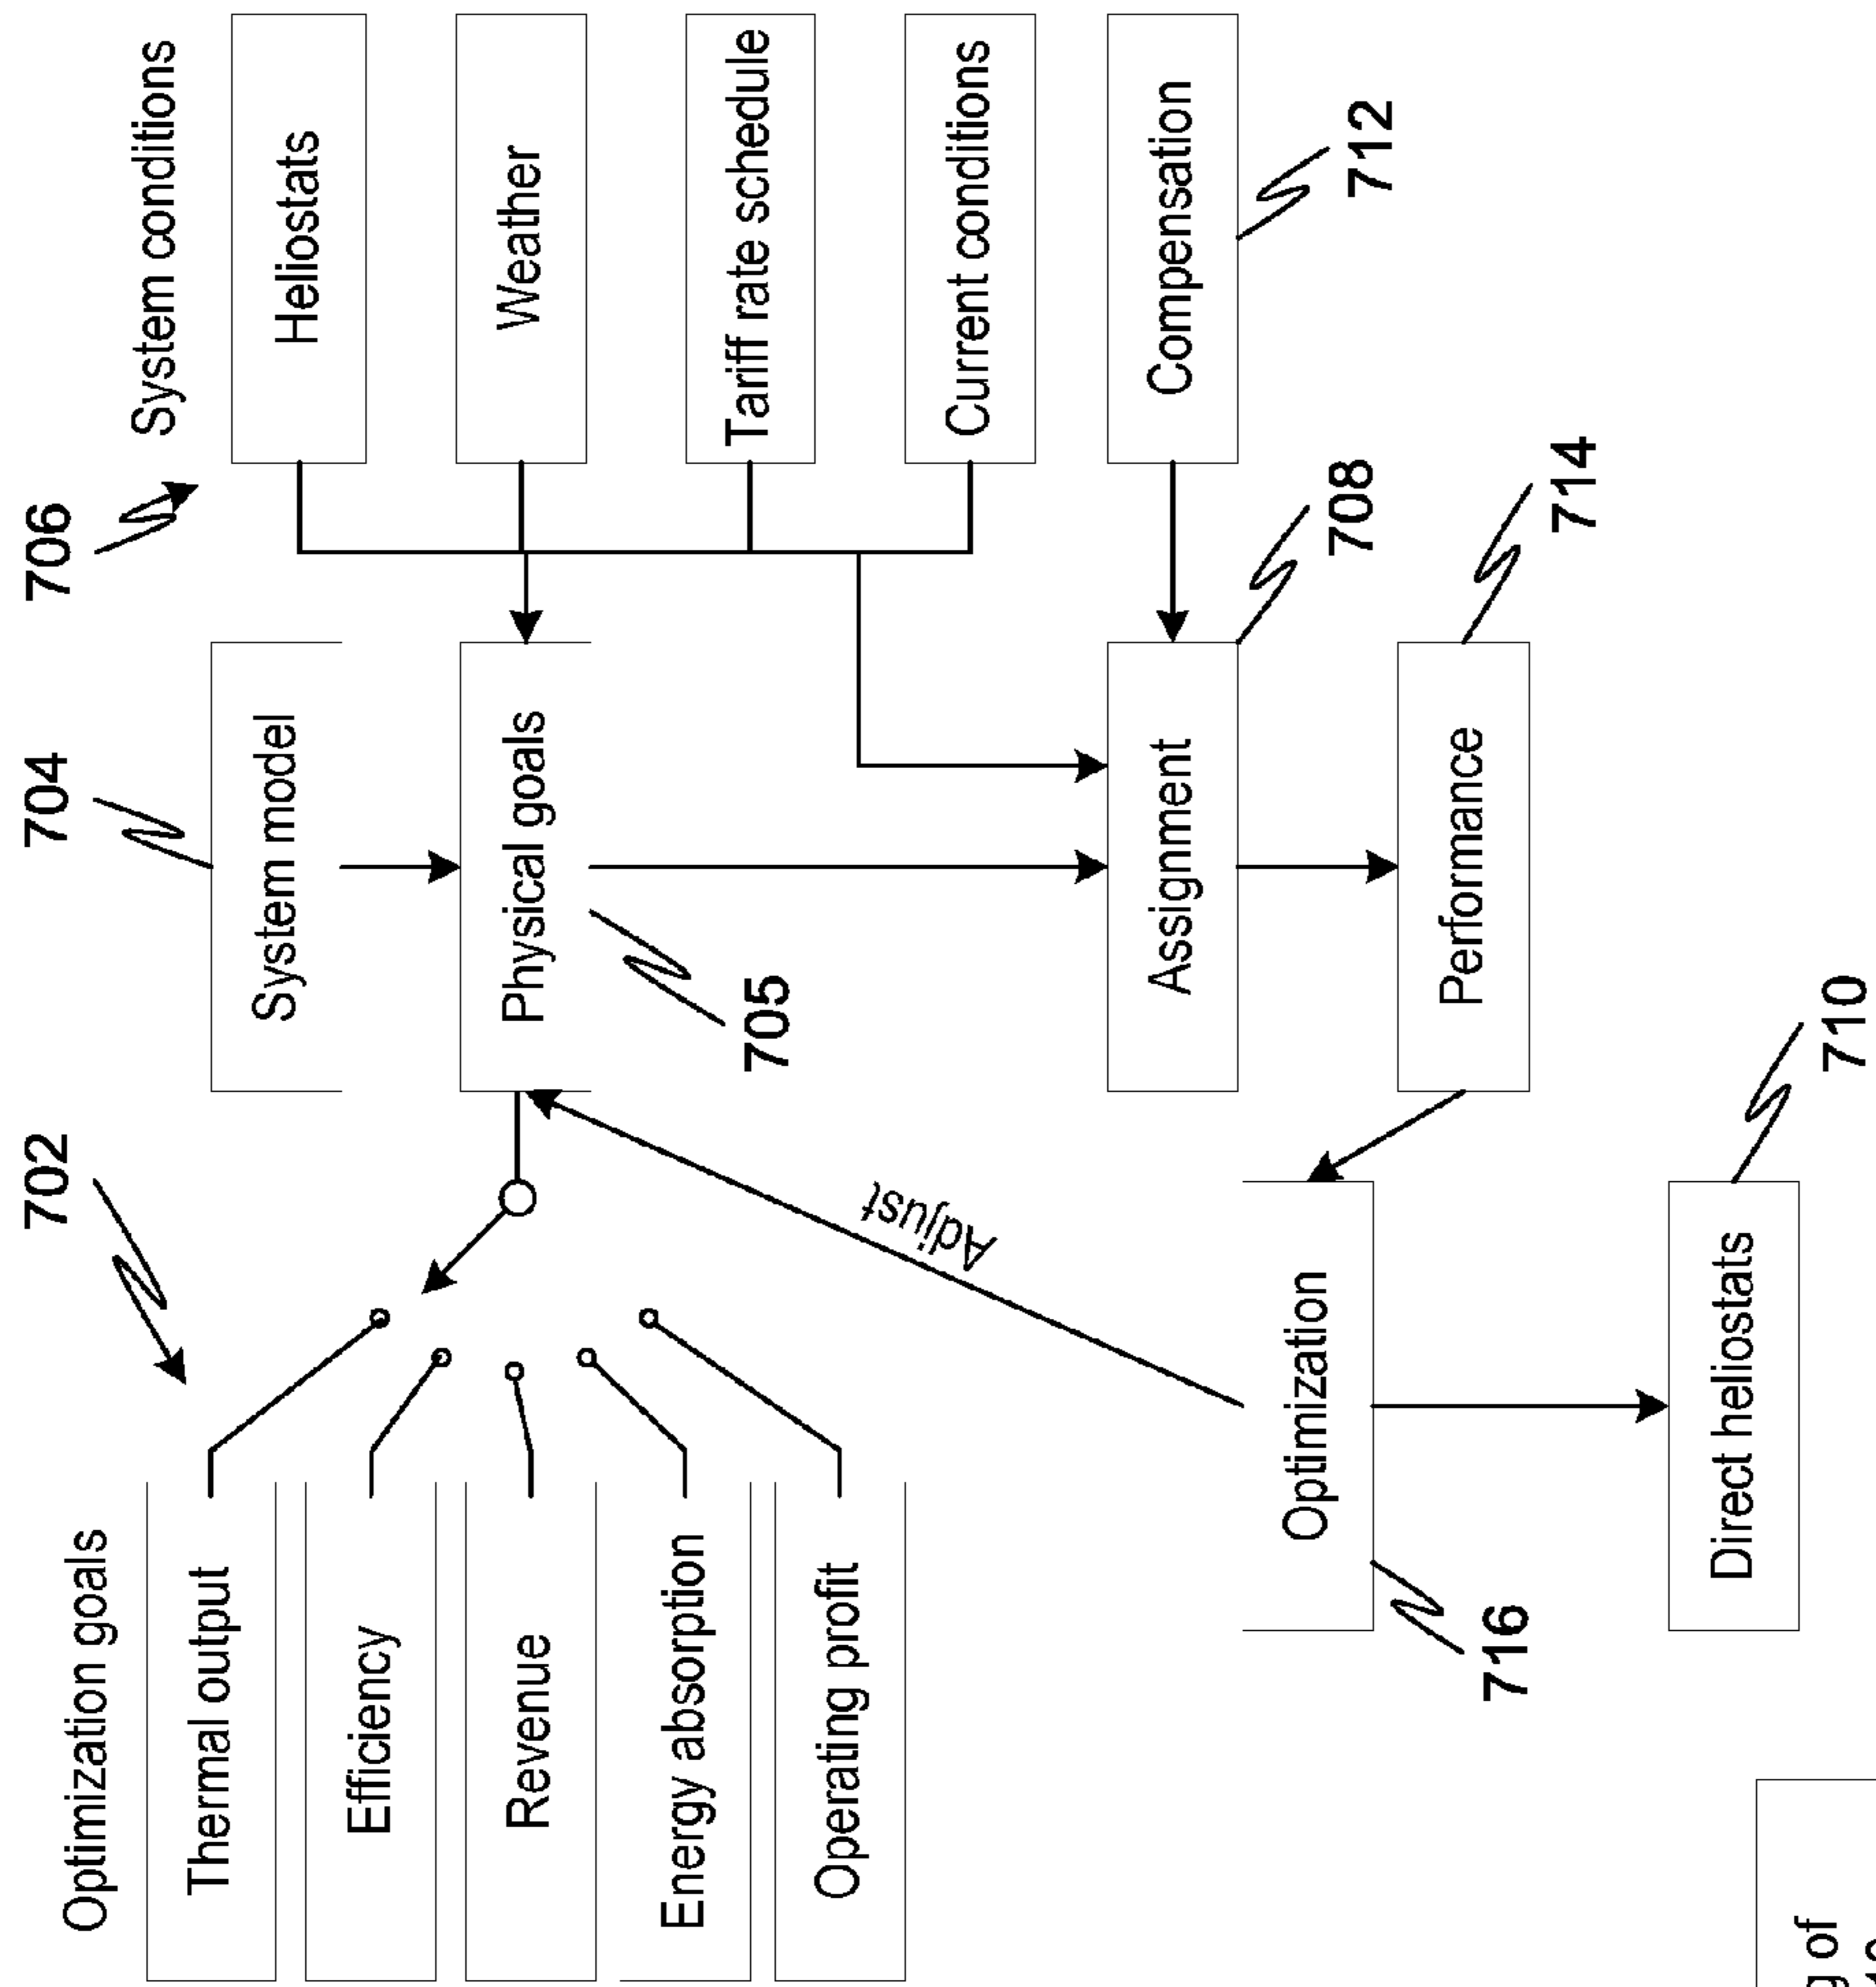 702
704
706
Optimization goals
System conditions
Thermal output
Efficiency
Revenue
Energy absorption
Operating profit
System model
Physical goals
705
Heliostats
Weather
Tariff rate schedule
Current conditions
Compensation
712
Adjust
Assignment
708
Performance
714
Optimization
716
Direct heliostats
710
g of